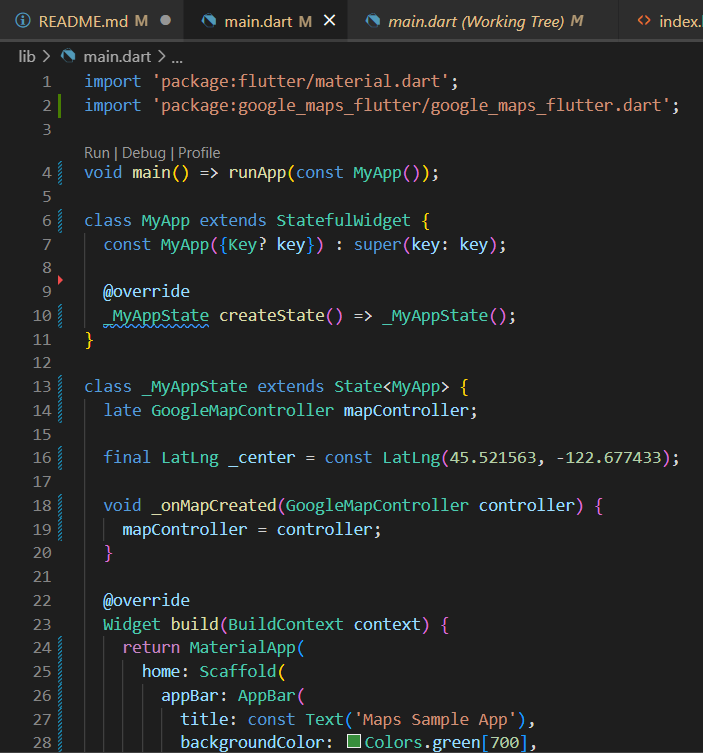 README.md M main.dart M main.dart (Working Tree) M index.
lib > main.dart > ...
1 import 'package:flutter/material.dart';
2 import 'package:google_maps_flutter/google_maps_flutter.dart';
3
Run | Debug | Profile
4 void main() => runApp(const MyApp());
5
6 class MyApp extends StatefulWidget {
7   const MyApp({Key? key}) : super(key: key);
8
9   @override
10   _MyAppState createState() => _MyAppState();
11 }
12
13 class _MyAppState extends State<MyApp> {
14   late GoogleMapController mapController;
15
16   final LatLng _center = const LatLng(45.521563, -122.677433);
17
18   void _onMapCreated(GoogleMapController controller) {
19     mapController = controller;
20   }
21
22   @override
23   Widget build(BuildContext context) {
24     return MaterialApp(
25       home: Scaffold(
26         appBar: AppBar(
27           title: const Text('Maps Sample App'),
28           backgroundColor: Colors.green[700],